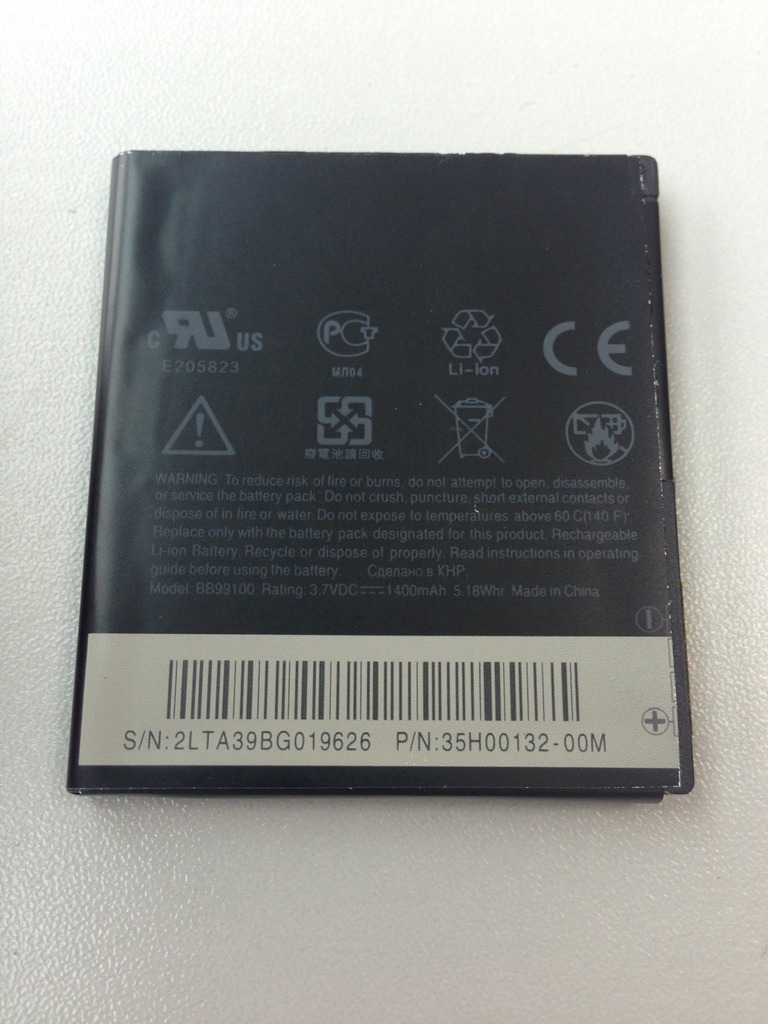 c RU® US
E205823
PCT
МЛ04
Li-Ion
CE
廢電池請回收
WARNING: To reduce risk of fire or burns, do not attempt to open, disassemble,
or service the battery pack. Do not crush, puncture, short external contacts or
dispose of in fire or water. Do not expose to temperatures above 60 C(140 F)
Replace only with the battery pack designated for this product. Rechargeable
Li-ion Battery. Recycle or dispose of properly. Read instructions in operating
guide before using the battery. Сделано в КНР.
Model: BB99100 Rating: 3.7VDC 1400mAh 5.18Whr Made in China
S/N:2LTA39BG019626 P/N:35H00132-00M